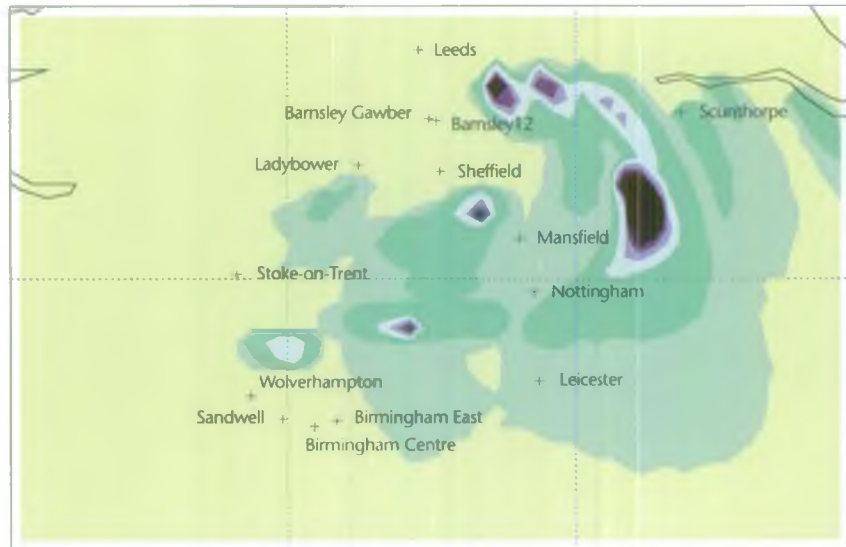 Leeds
Barnsley Gawber
Barnsley12
Scunthorpe
Ladybower
Sheffield
Mansfield
Stoke-on-Trent
Nottingham
Wolverhampton
Leicester
Sandwell
Birmingham East
Birmingham Centre